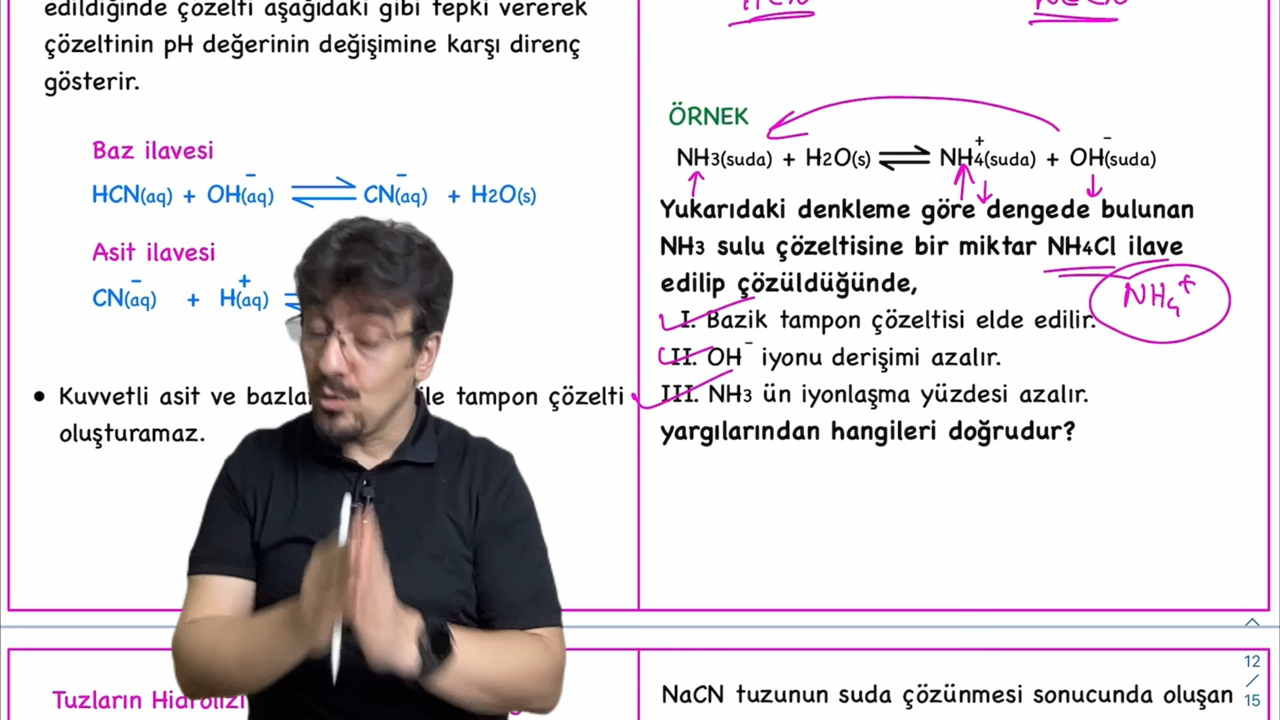 edildiğinde çözelti aşağıdaki gibi tepki vererek
çözeltinin pH değerinin değişimine karşı direnç
gösterir.
Baz ilavesi
HCN(aq) + OH⁻(aq) ⇌ CN⁻(aq) + H2O(s)
Asit ilavesi
CN⁻(aq) + H⁺(aq)
• Kuvvetli asit ve ile tampon çözelti
oluşturamaz.
Tuzların
HCN
NaCN
ÖRNEK
NH3(suda) + H2O(s) ⇌ NH4⁺(suda) + OH⁻(suda)
Yukarıdaki denkleme göre dengede bulunan
NH3 sulu çözeltisine bir miktar NH4Cl ilave
edilip çözüldüğünde,
NH4⁺
I. Bazik tampon çözeltisi elde edilir.
II. OH⁻ iyonu derişimi azalır.
III. NH3 ün iyonlaşma yüzdesi azalır.
yargılarından hangileri doğrudur?
12
/
15
NaCN tuzunun suda çözünmesi sonucunda oluşan